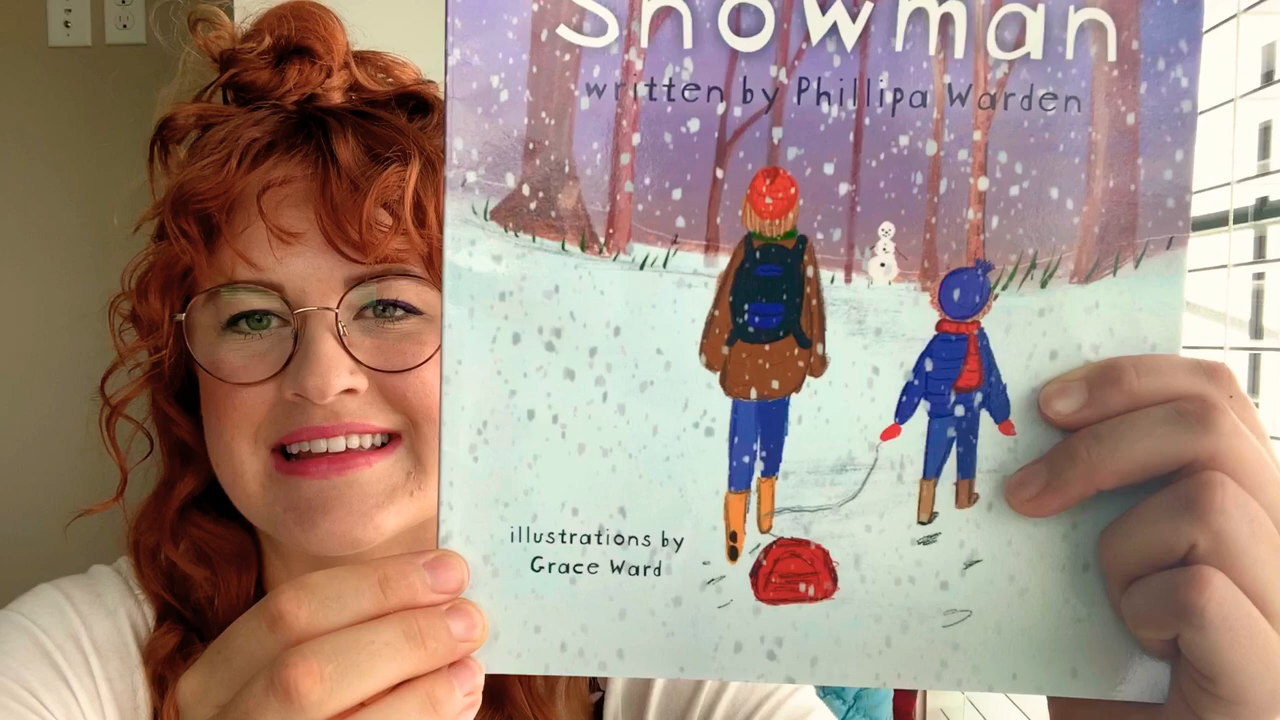 Snowman
written by Phillipa Warden
illustrations by
Grace Ward